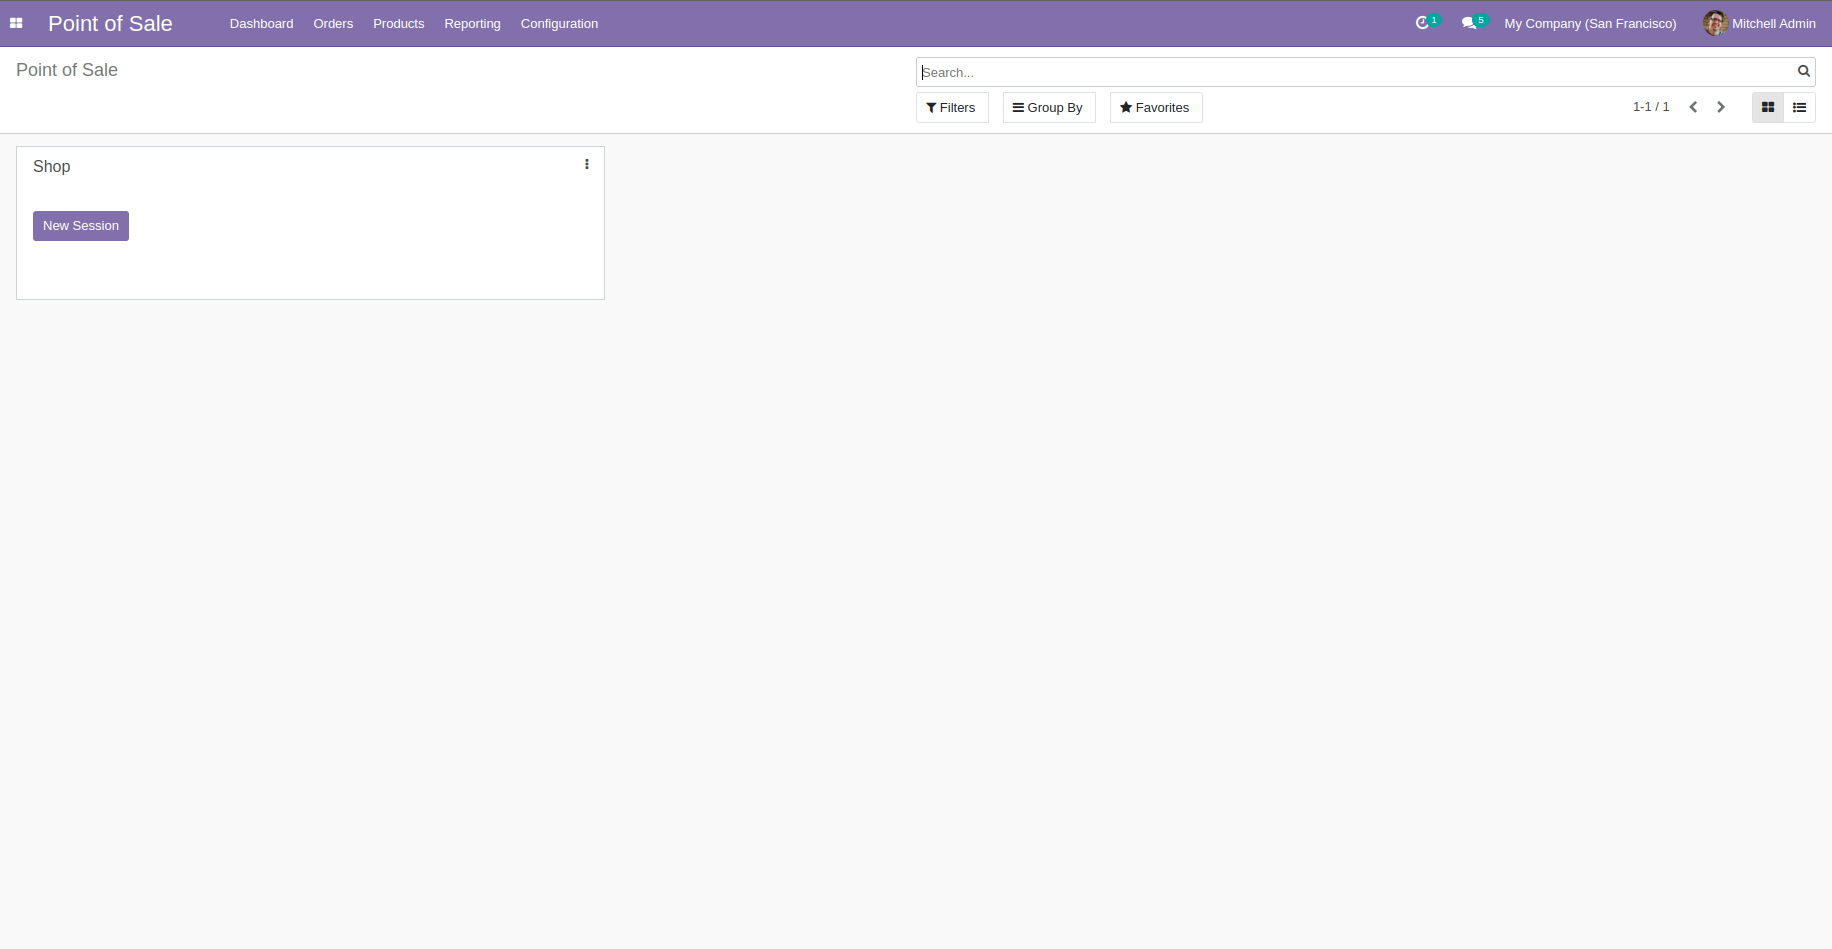 Point of Sale Dashboard Orders Products Reporting Configuration 1 5 My Company (San Francisco) Mitchell Admin
Point of Sale
Search...
Filters Group By Favorites 1-1 / 1
Shop
New Session